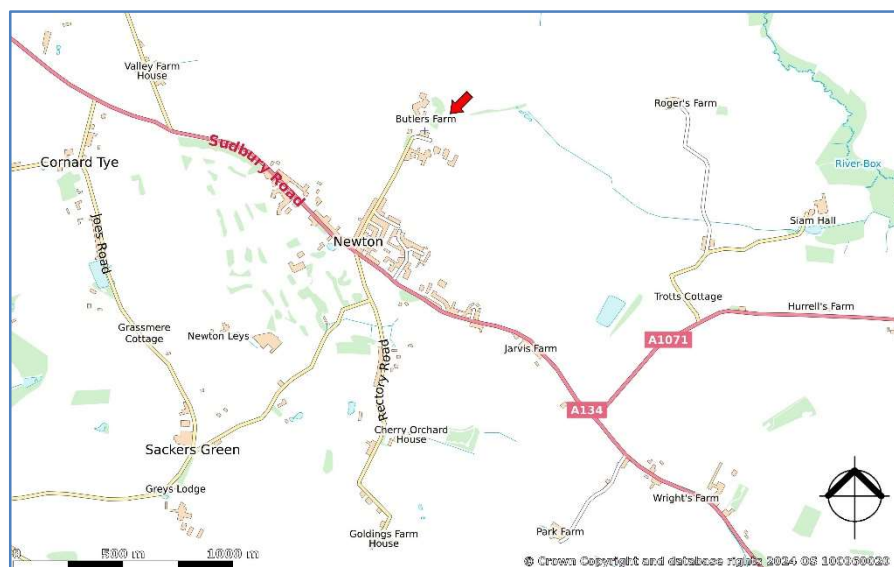 Valley Farm
House
Butlers Farm
Roger's Farm
Sudbury Road
Cornard Tye
River-Box
Joes Road
Siam Hall
Newton
Trotts Cottage
Hurrell's Farm
Grassmere
Cottage
Newton Leys
A1071
Jarvis Farm
Rectory Road
A134
Cherry Orchard
House
Sackers Green
Greys Lodge
Wright's Farm
Goldings Farm
House
Park Farm
0 500 m 1000 m
© Crown Copyright and database rights 2024 OS 100060020